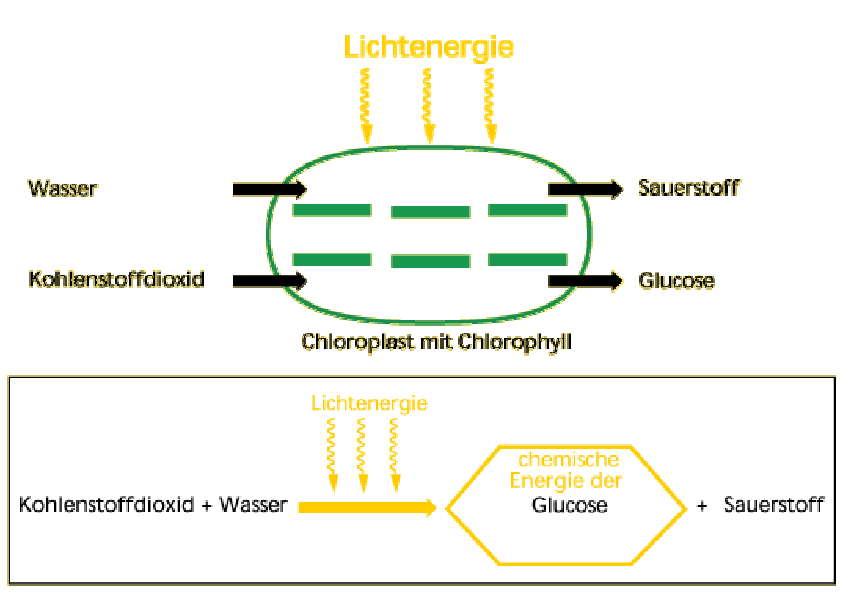 Lichtenergie
Wasser
Sauerstoff
Kohlenstoffdioxid
Glucose
Chloroplast mit Chlorophyll
Lichtenergie
chemische
Energie der
Kohlenstoffdioxid + Wasser Glucose + Sauerstoff